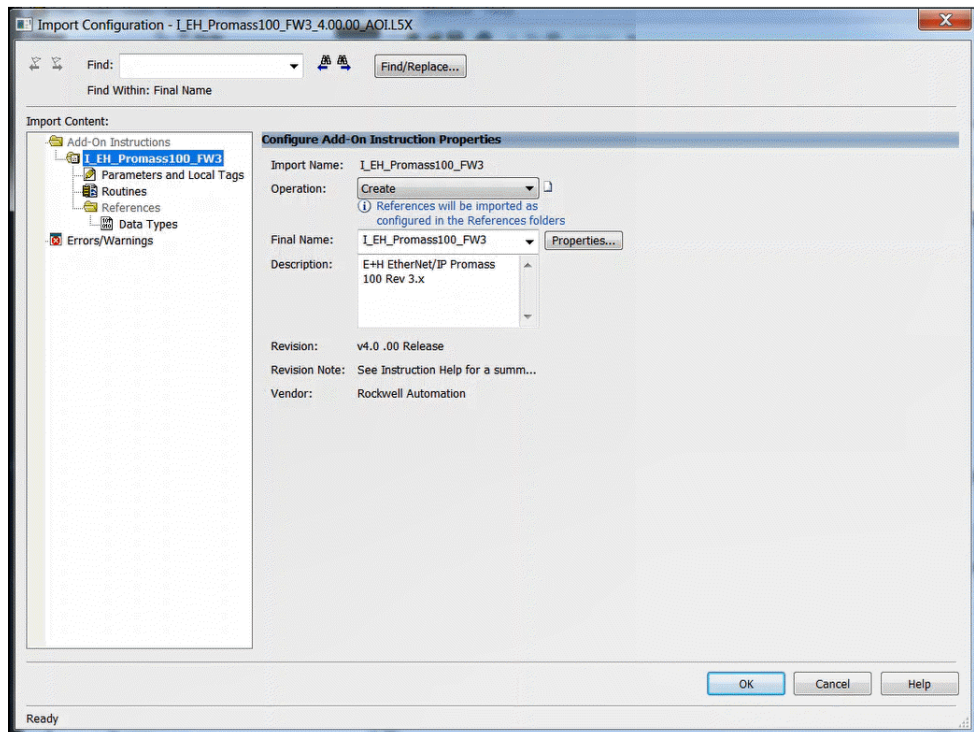 Import Configuration - I_EH_Promass100_FW3_4.00.00_AOI.L5X
Find:
Find/Replace...
Find Within: Final Name
Import Content:
Add-On Instructions
I_EH_Promass100_FW3
Parameters and Local Tags
Routines
References
Data Types
Errors/Warnings
Configure Add-On Instruction Properties
Import Name: I_EH_Promass100_FW3
Operation: Create
References will be imported as
configured in the References folders
Final Name: I_EH_Promass100_FW3 Properties...
Description: E+H EtherNet/IP Promass
100 Rev 3.x
Revision: v4.0 .00 Release
Revision Note: See Instruction Help for a summ...
Vendor: Rockwell Automation
OK Cancel Help
Ready